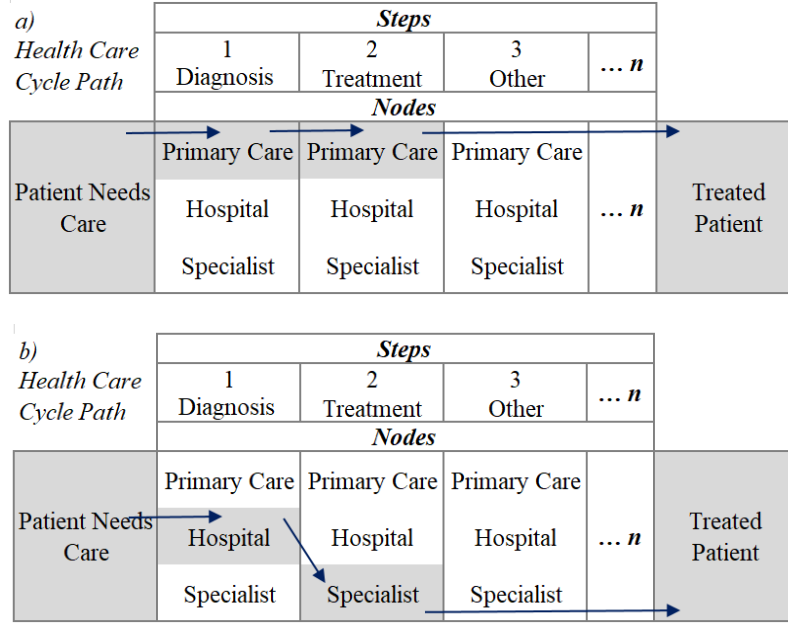 a)
Health Care
Cycle Path
Steps
1 2 3 … n
Diagnosis Treatment Other
Nodes
Primary Care Primary Care Primary Care
Patient Needs
Care
Hospital Hospital Hospital … n
Treated
Patient
Specialist Specialist Specialist
b)
Health Care
Cycle Path
Steps
1 2 3 … n
Diagnosis Treatment Other
Nodes
Primary Care Primary Care Primary Care
Patient Needs
Care
Hospital Hospital Hospital … n
Treated
Patient
Specialist Specialist Specialist